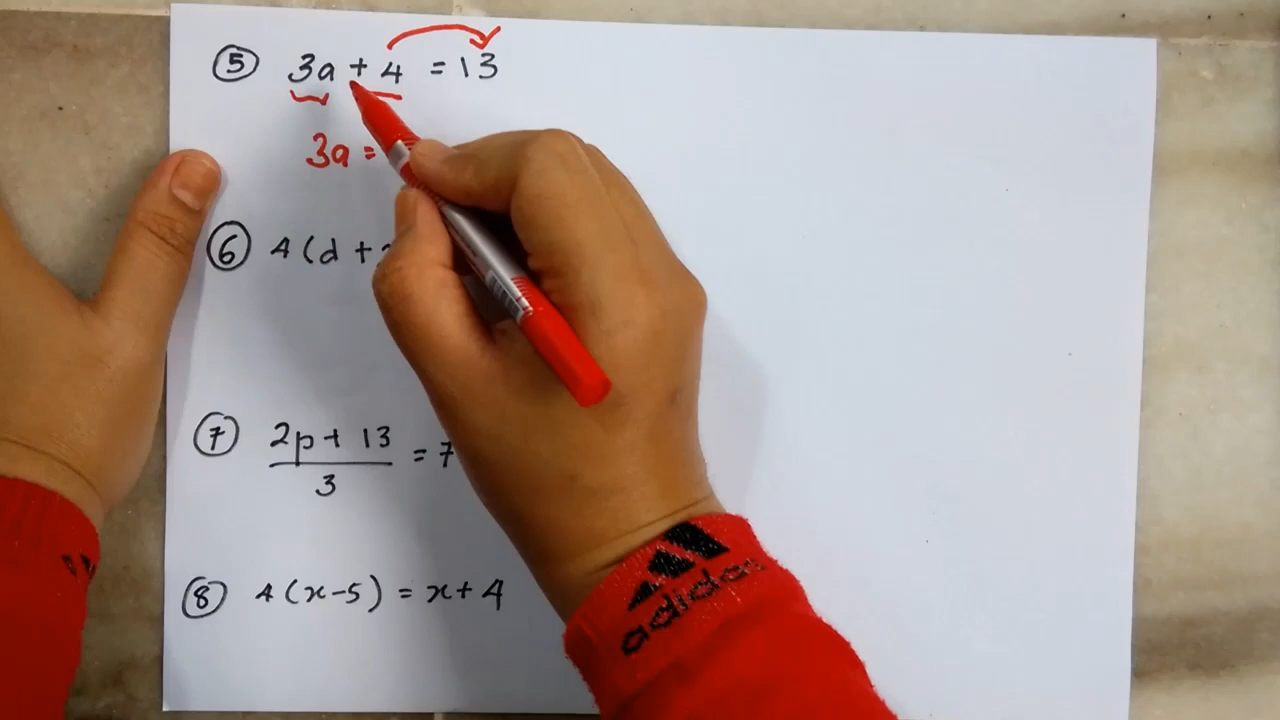 ⑤ 3a + 4 = 13
3a =
⑥ 4(d +
⑦ 2p + 13
= 7
3
⑧ 4(x-5) = x+4
adidas